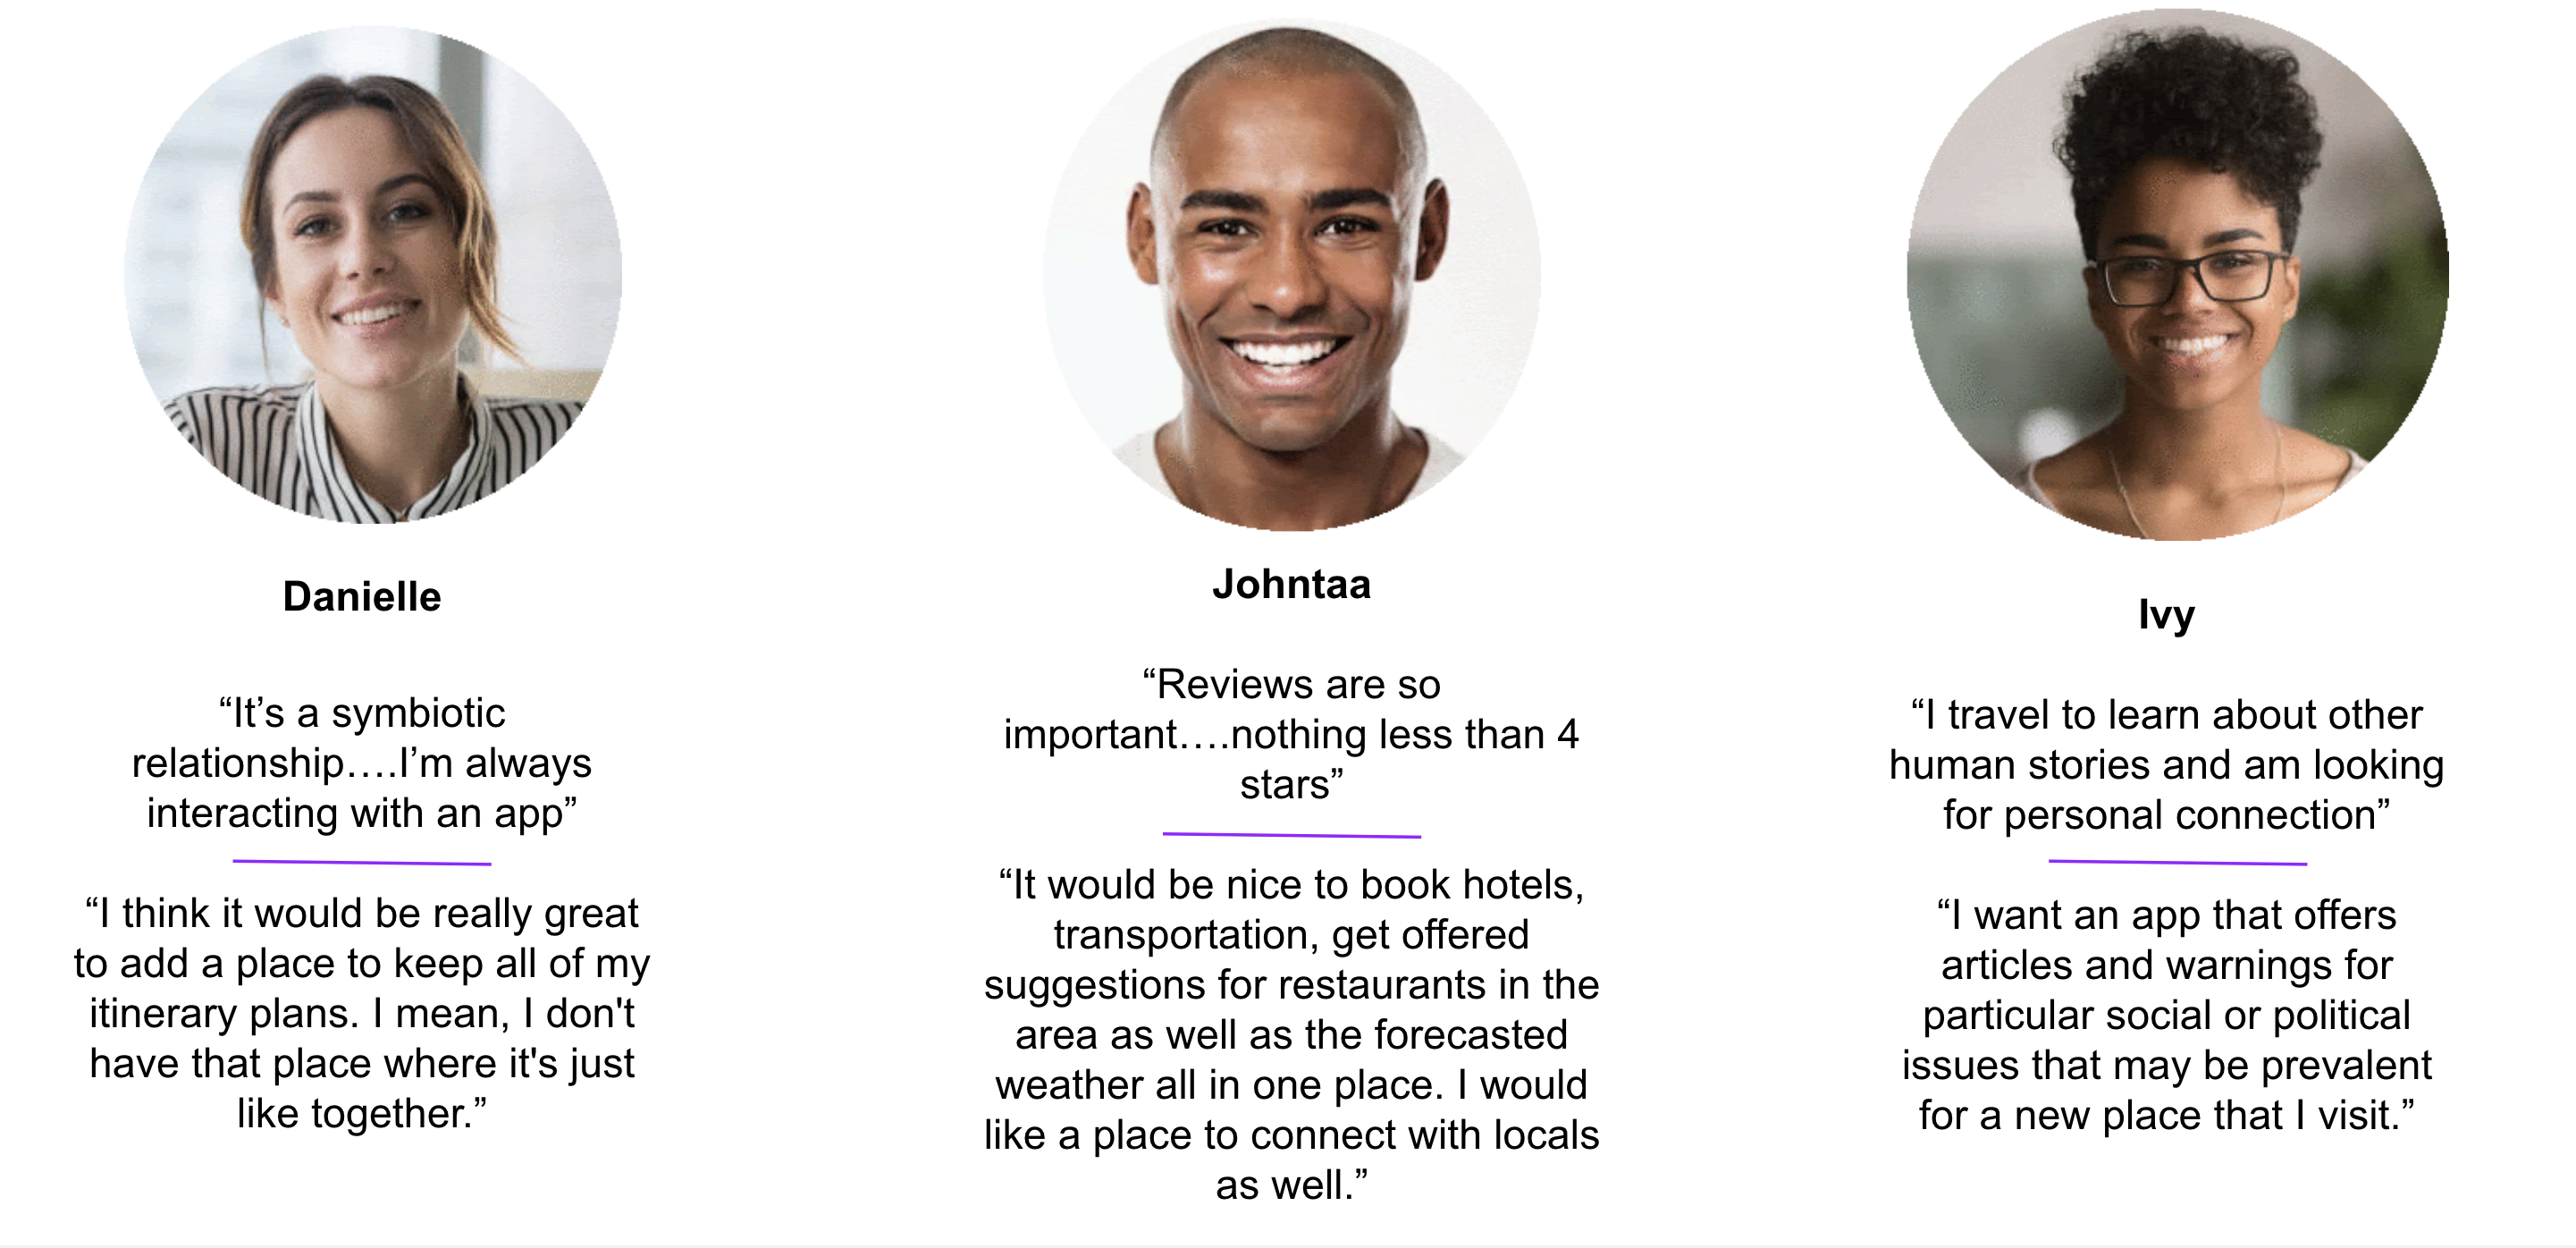 Danielle
“It’s a symbiotic
relationship….I’m always
interacting with an app”
“I think it would be really great
to add a place to keep all of my
itinerary plans. I mean, I don't
have that place where it's just
like together.”
Johntaa
“Reviews are so
important….nothing less than 4
stars”
“It would be nice to book hotels,
transportation, get offered
suggestions for restaurants in the
area as well as the forecasted
weather all in one place. I would
like a place to connect with locals
as well.”
Ivy
“I travel to learn about other
human stories and am looking
for personal connection”
“I want an app that offers
articles and warnings for
particular social or political
issues that may be prevalent
for a new place that I visit.”